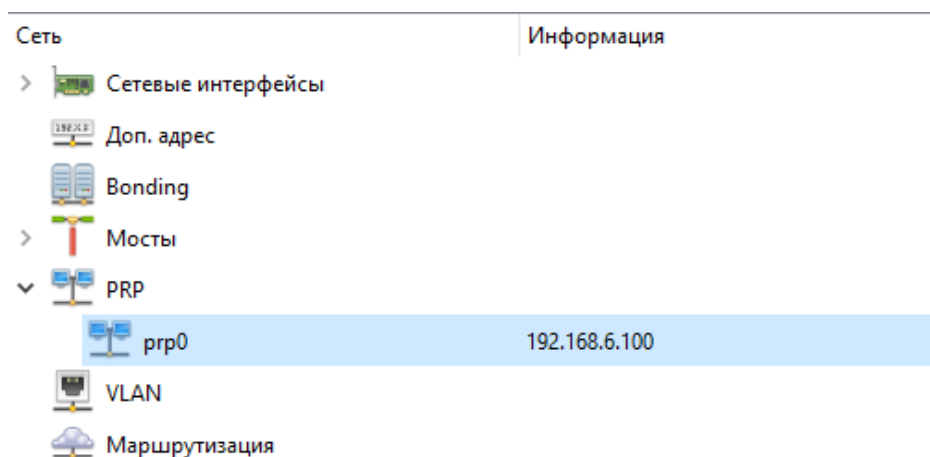 Сеть Информация
Сетевые интерфейсы
Доп. адрес
Bonding
Мосты
PRP
prp0 192.168.6.100
VLAN
Маршрутизация